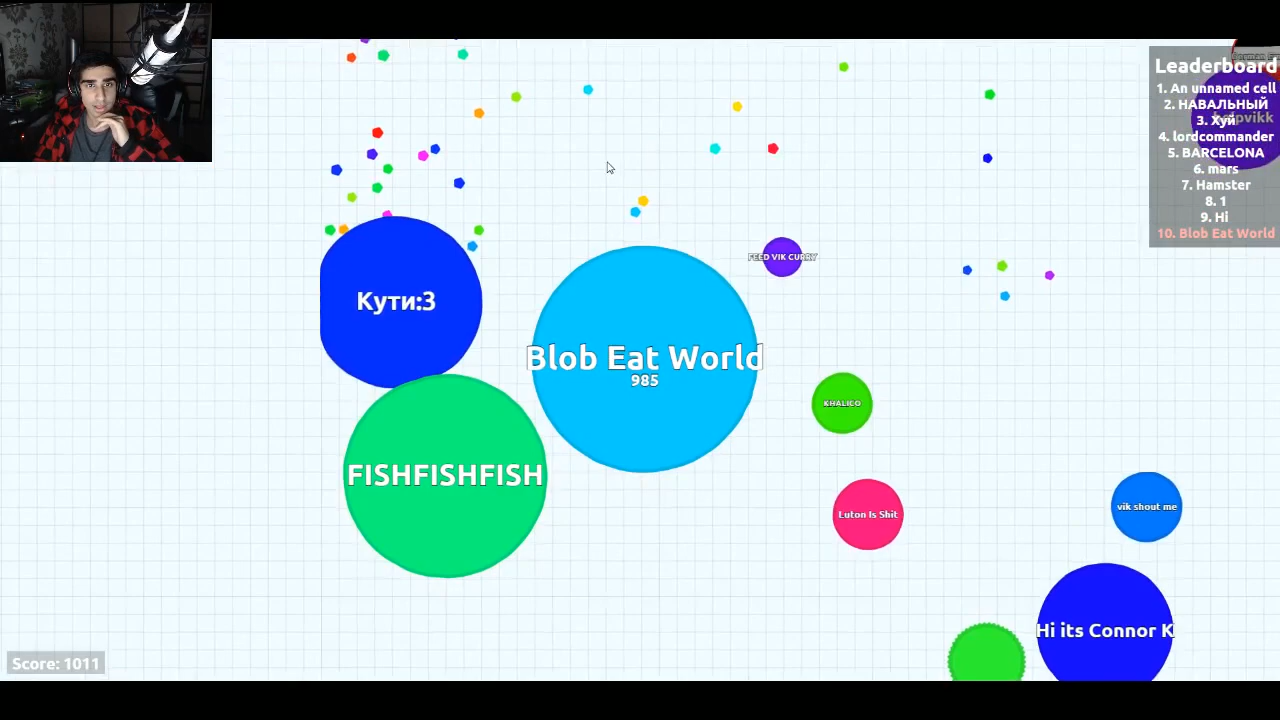 Leaderboard
1. An unnamed cell
2. НАВАЛЬНЫЙ
3. Хуй
4. lordcommander
5. BARCELONA
6. mars
7. Hamster
8. 1
9. Hi
10. Blob Eat World
FEED VIK CURRY
Кути:3
Blob Eat World
985
KHALICO
FISHFISHFISH
Luton Is Shit
vik shout me
Hi its Connor K
Score: 1011